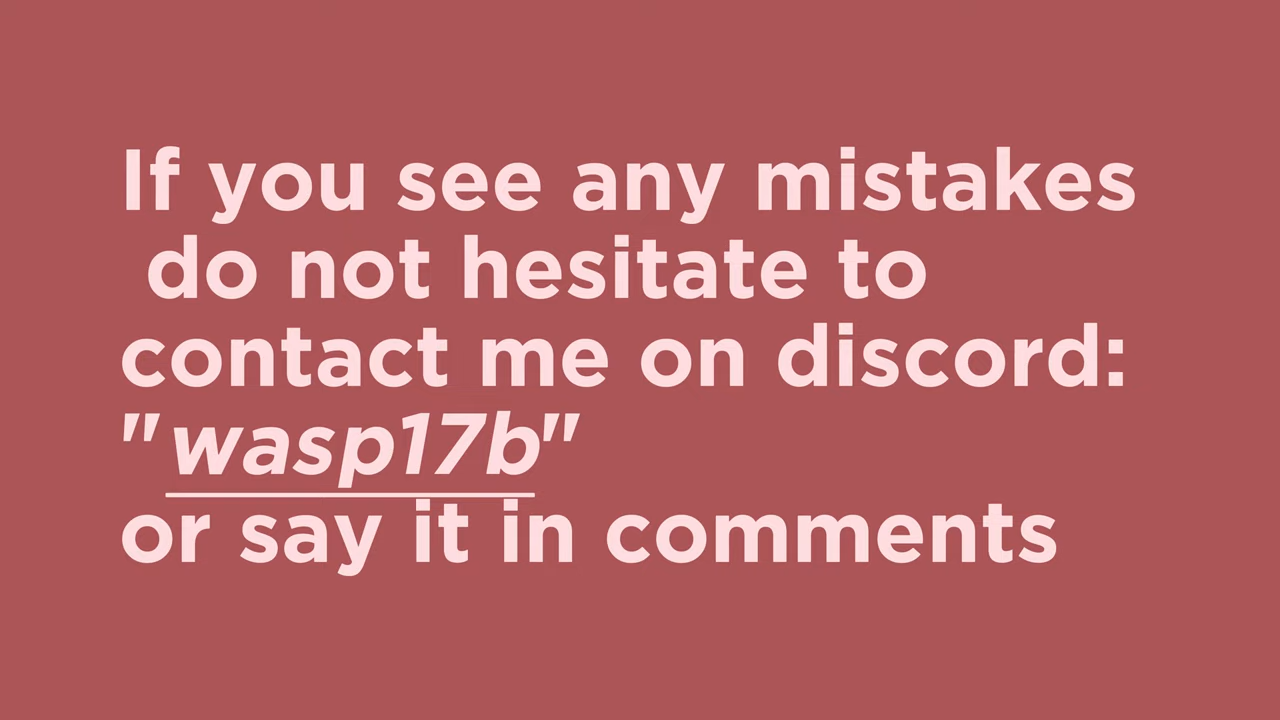 If you see any mistakes
do not hesitate to
contact me on discord:
"wasp17b"
or say it in comments